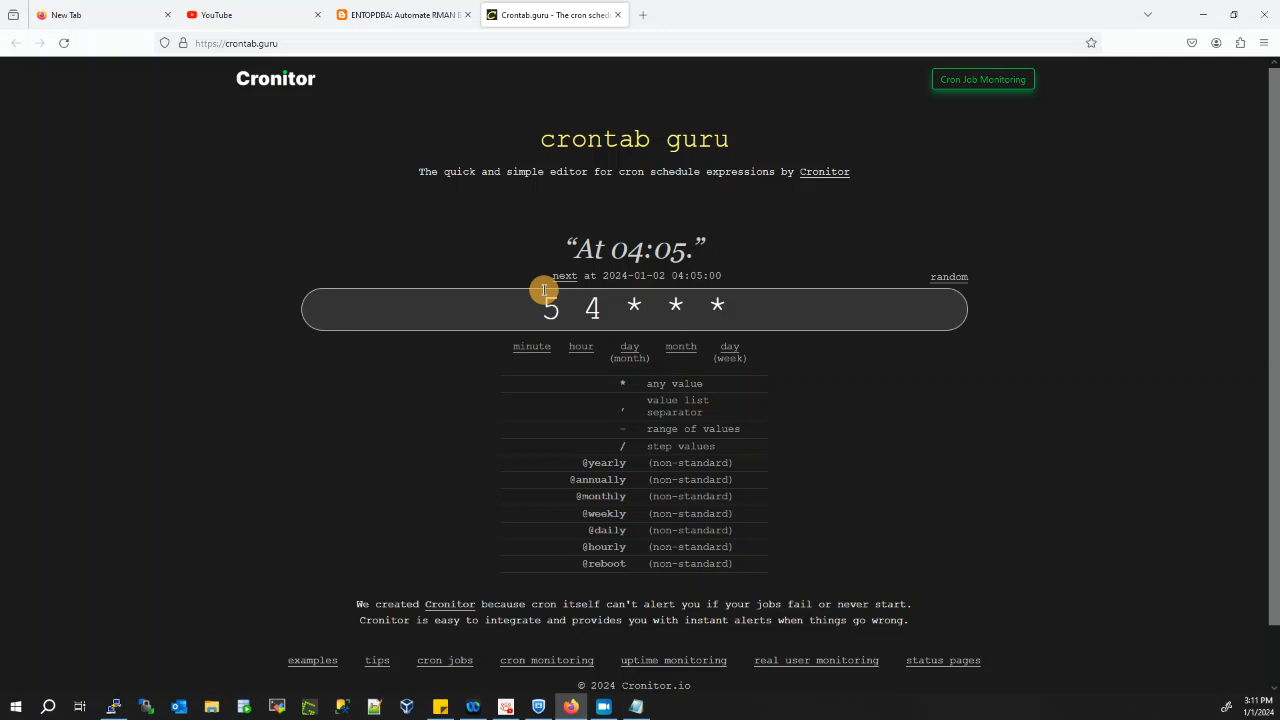 New Tab
YouTube
ENTOPDBA: Automate RMAN
Crontab.guru - The cron sched
https://crontab.guru
Cronitor
Cron Job Monitoring
crontab guru
The quick and simple editor for cron schedule expressions by Cronitor
“At 04:05.”
next at 2024-01-02 04:05:00
random
5 4 * * *
minute hour day (month) month day (week)
* any value
, value list separator
- range of values
/ step values
@yearly (non-standard)
@annually (non-standard)
@monthly (non-standard)
@weekly (non-standard)
@daily (non-standard)
@hourly (non-standard)
@reboot (non-standard)
We created Cronitor because cron itself can't alert you if your jobs fail or never start.
Cronitor is easy to integrate and provides you with instant alerts when things go wrong.
examples tips cron jobs cron monitoring uptime monitoring real user monitoring status pages
© 2024 Cronitor.io
3:11 PM
1/1/2024